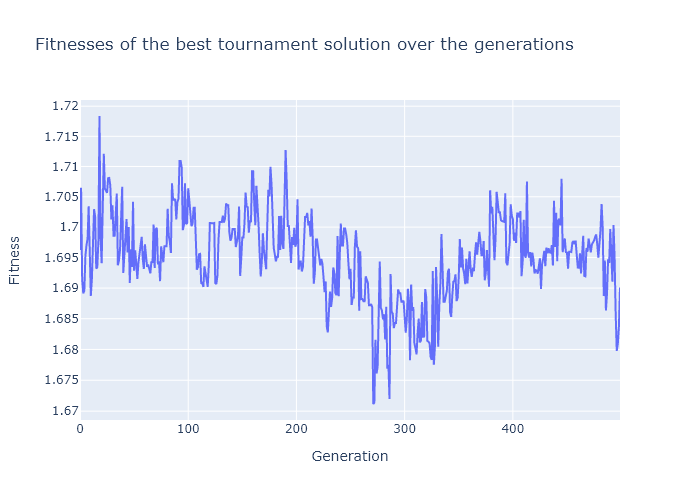 Fitnesses of the best tournament solution over the generations
1.72
1.715
1.71
1.705
1.7
1.695
1.69
1.685
1.68
1.675
1.67
Fitness
0 100 200 300 400
Generation